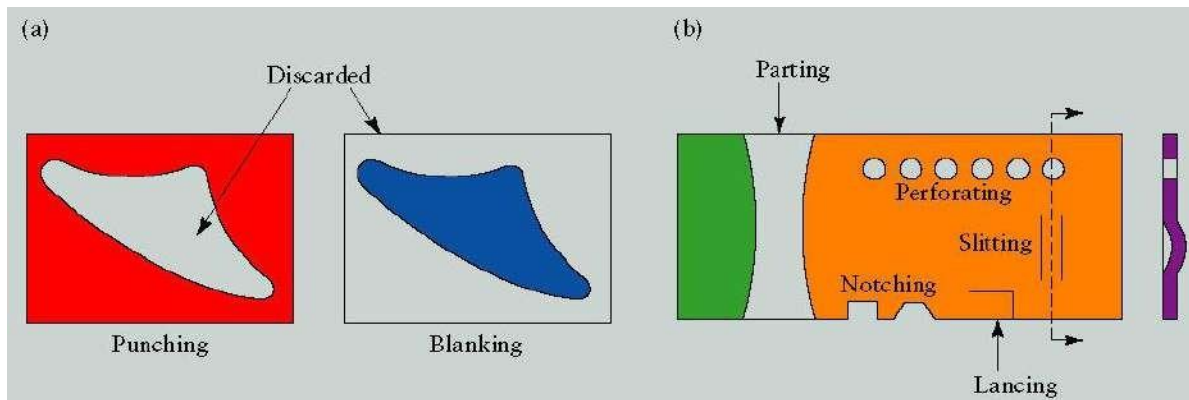 (a)
Discarded
Punching
Blanking
(b)
Parting
Perforating
Slitting
Notching
Lancing